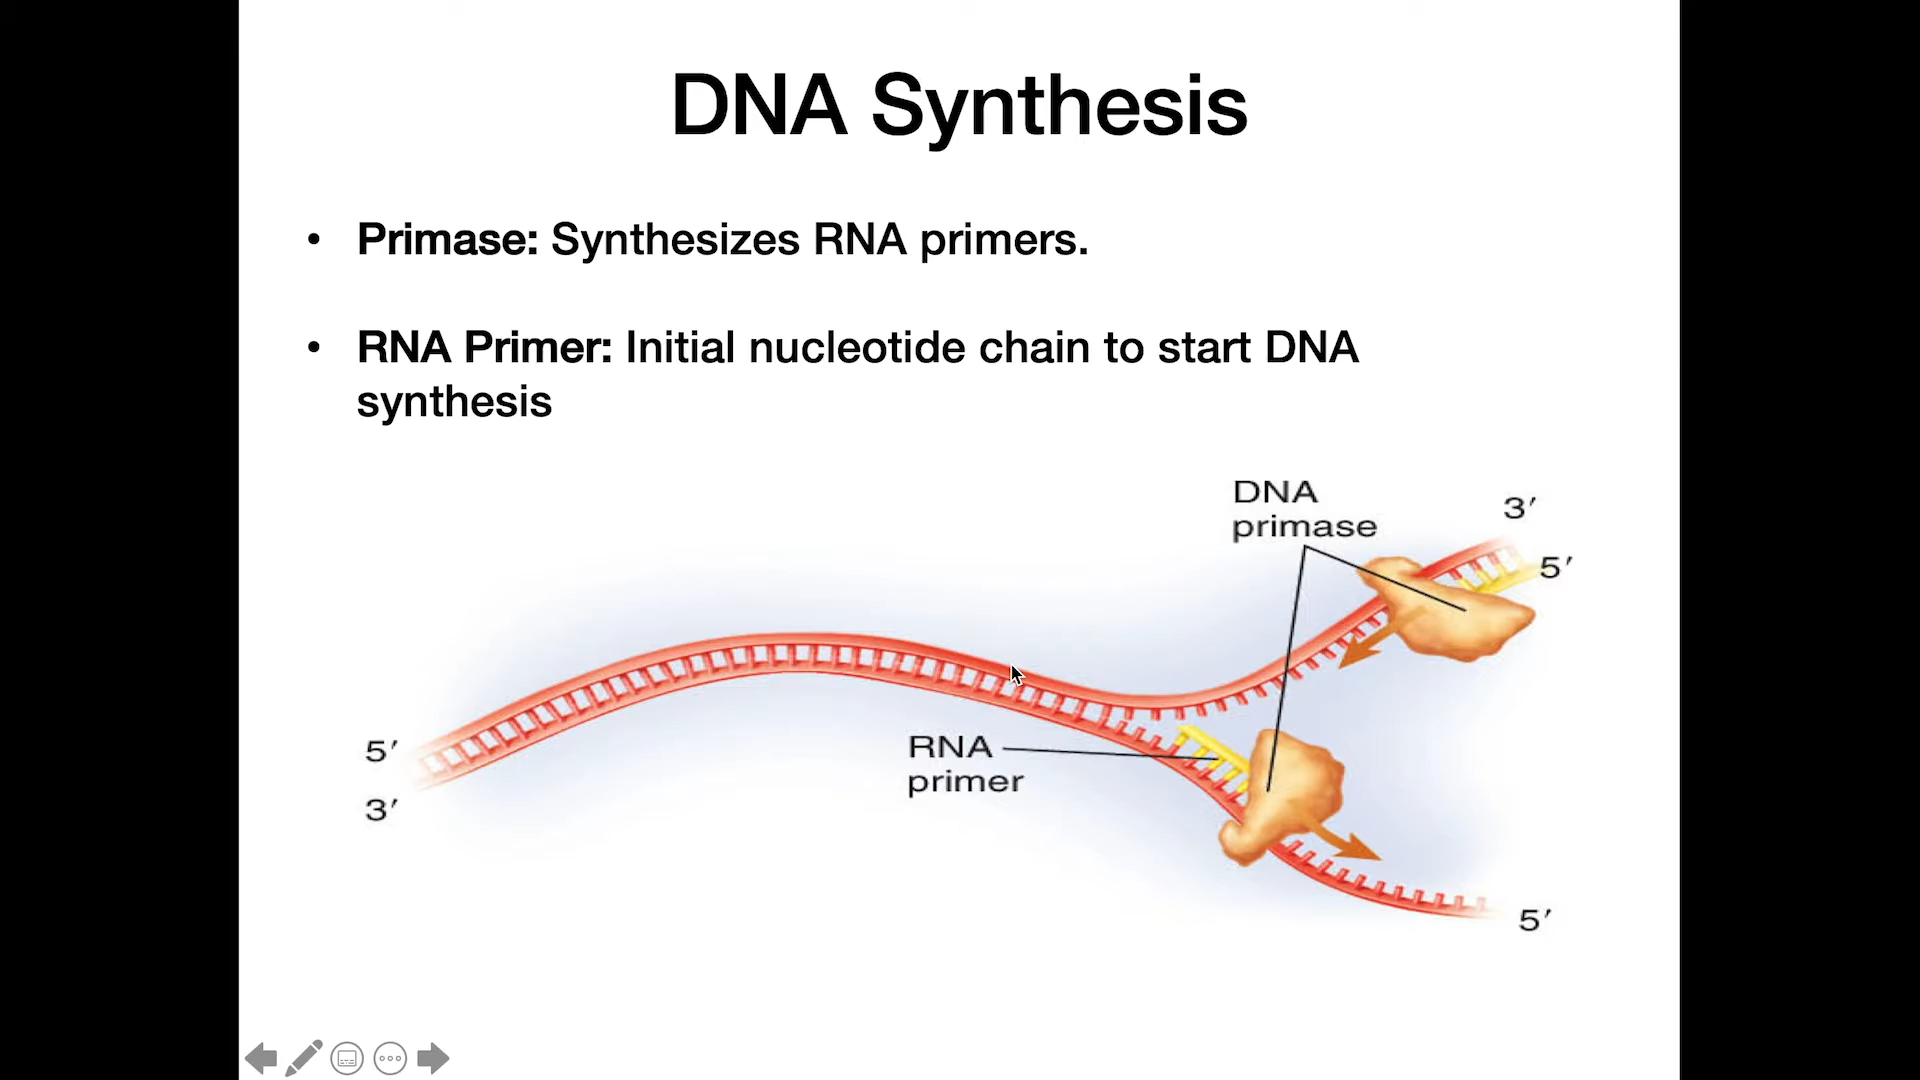 DNA Synthesis
• Primase: Synthesizes RNA primers.
• RNA Primer: Initial nucleotide chain to start DNA
synthesis
DNA
primase
3′
5′
RNA
primer
5′
3′
5′